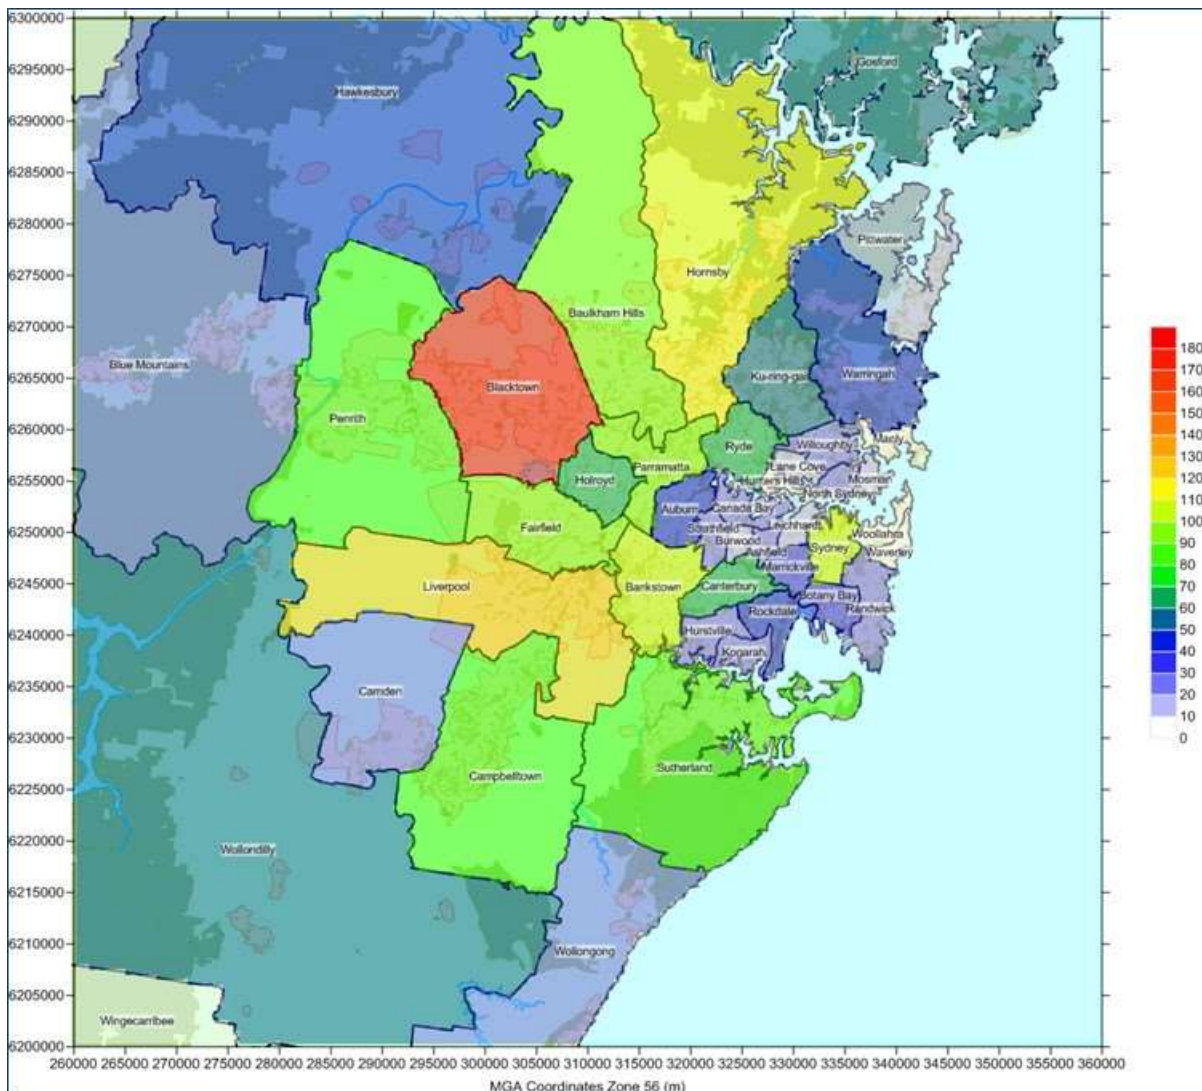 6300000
6295000
6290000
6285000
6280000
6275000
6270000
6265000
6260000
6255000
6250000
6245000
6240000
6235000
6230000
6225000
6220000
6215000
6210000
6205000
6200000
Gosford
Hawkesbury
Pittwater
Hornsby
Baulkham Hills
Blue Mountains
Warringah
Ku-ring-gai
Blacktown
Penrith
Manly
Willoughby
Ryde
Lane Cove
Parramatta
Mosman
Hunters Hills
Holroyd
North Sydney
Canada Bay
Auburn
Leichhardt
Strathfield
Fairfield
Woollahra
Burwood
Sydney
Ashfield
Waverley
Marrickville
Liverpool
Bankstown
Canterbury
Botany Bay
Rockdale
Randwick
Hurstville
Kogarah
Camden
Sutherland
Campbelltown
Wollondilly
Wollongong
Wingecarribee
180
170
160
150
140
130
120
110
100
90
80
70
60
50
40
30
20
10
0
260000 265000 270000 275000 280000 285000 290000 295000 300000 305000 310000 315000 320000 325000 330000 335000 340000 345000 350000 355000 360000
MGA Coordinates Zone 56 (m)